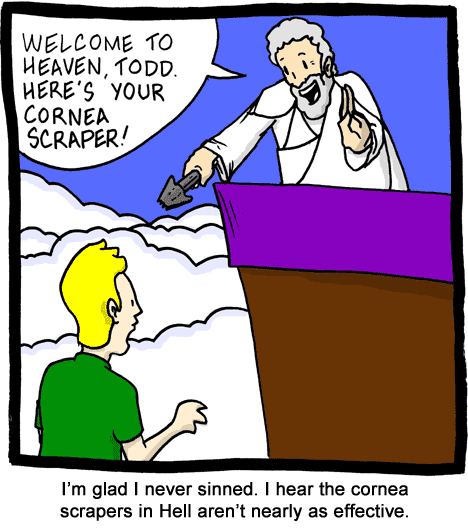 WELCOME TO
HEAVEN, TODD.
HERE'S YOUR
CORNEA
SCRAPER!
I'm glad I never sinned. I hear the cornea
scrapers in Hell aren't nearly as effective.